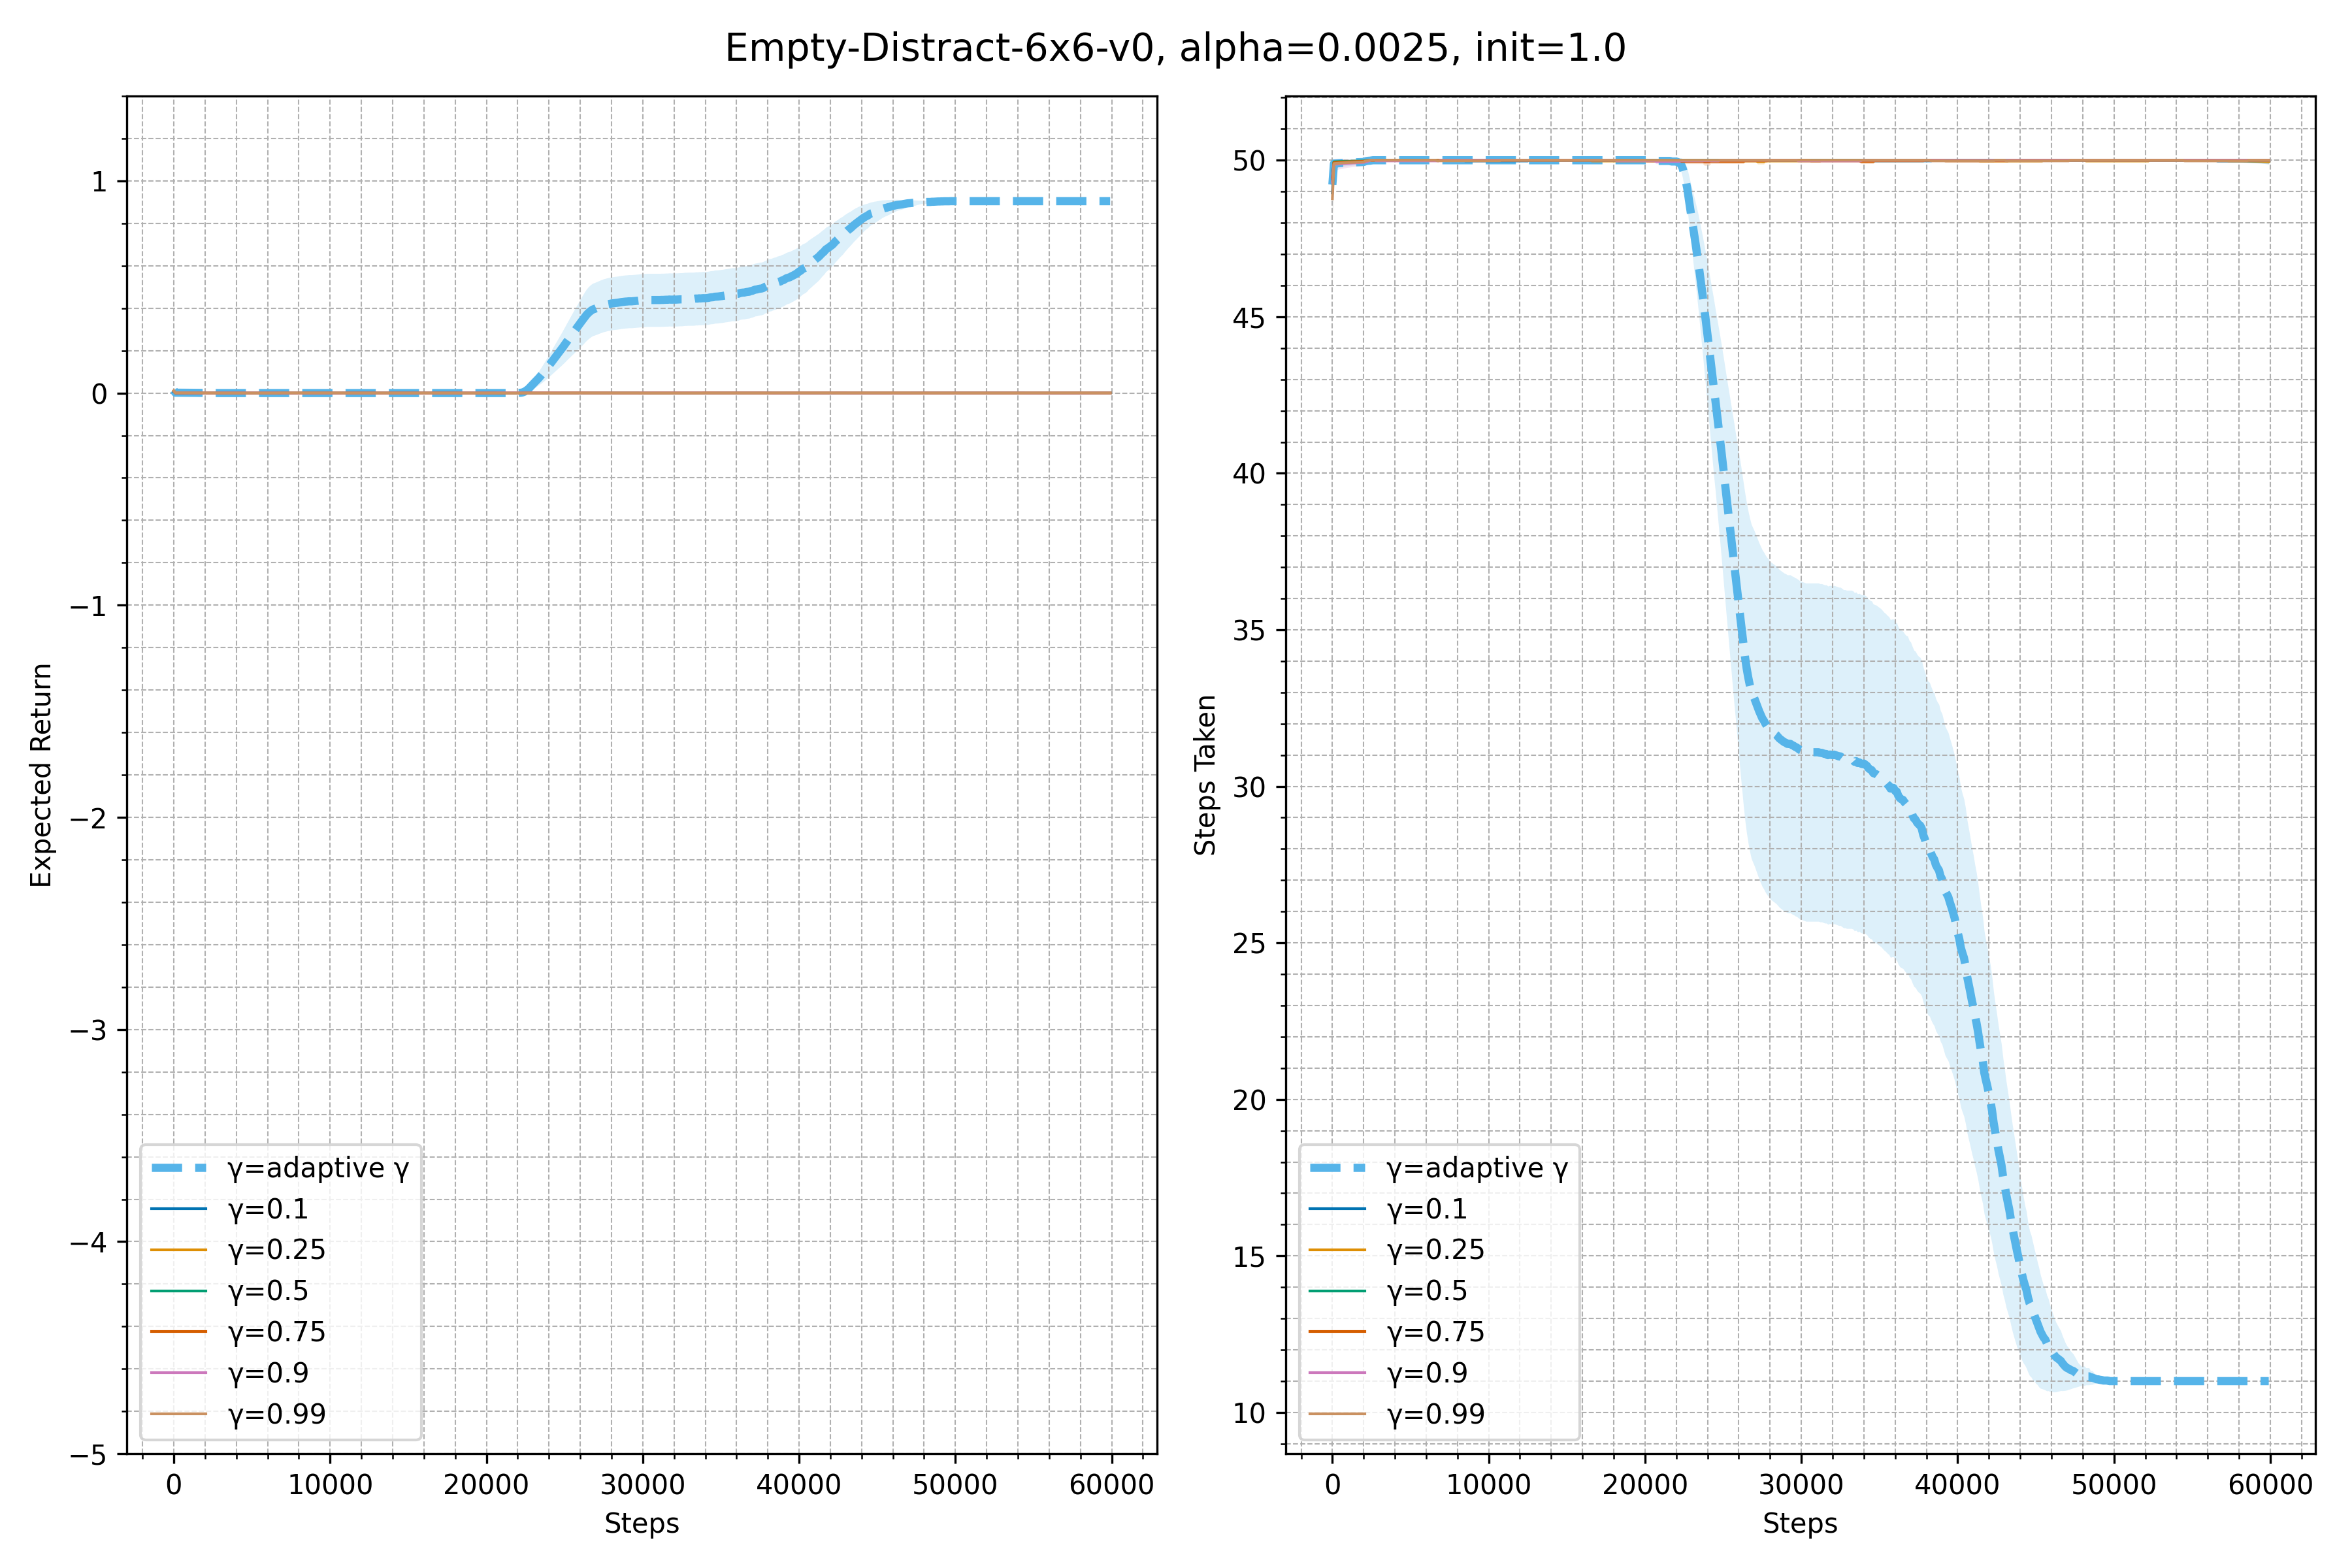 Empty-Distract-6x6-v0, alpha=0.0025, init=1.0
Expected Return
1
0
−1
−2
−3
−4
−5
γ=adaptive γ
γ=0.1
γ=0.25
γ=0.5
γ=0.75
γ=0.9
γ=0.99
0 10000 20000 30000 40000 50000 60000
Steps
Steps Taken
50
45
40
35
30
25
20
15
10
γ=adaptive γ
γ=0.1
γ=0.25
γ=0.5
γ=0.75
γ=0.9
γ=0.99
0 10000 20000 30000 40000 50000 60000
Steps